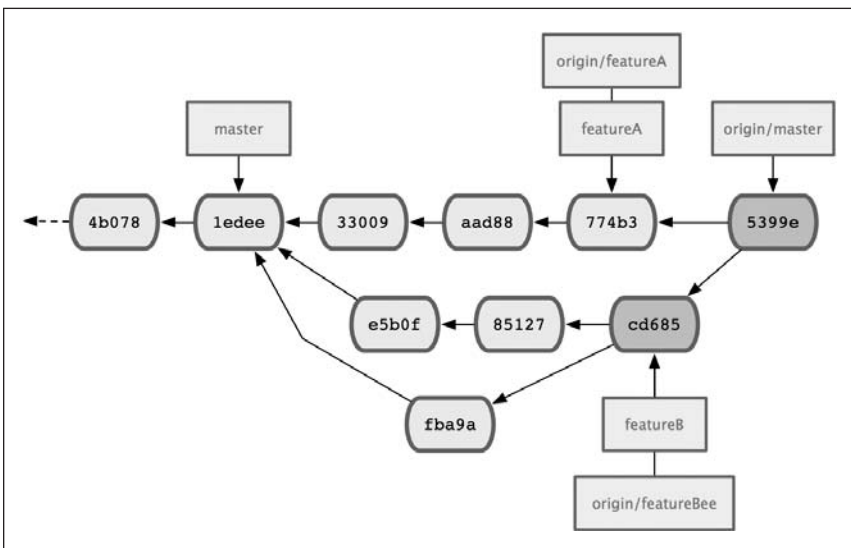 origin/featureA
master
featureA
origin/master
4b078
1edee
33009
aad88
774b3
5399e
e5b0f
85127
cd685
fba9a
featureB
origin/featureBee